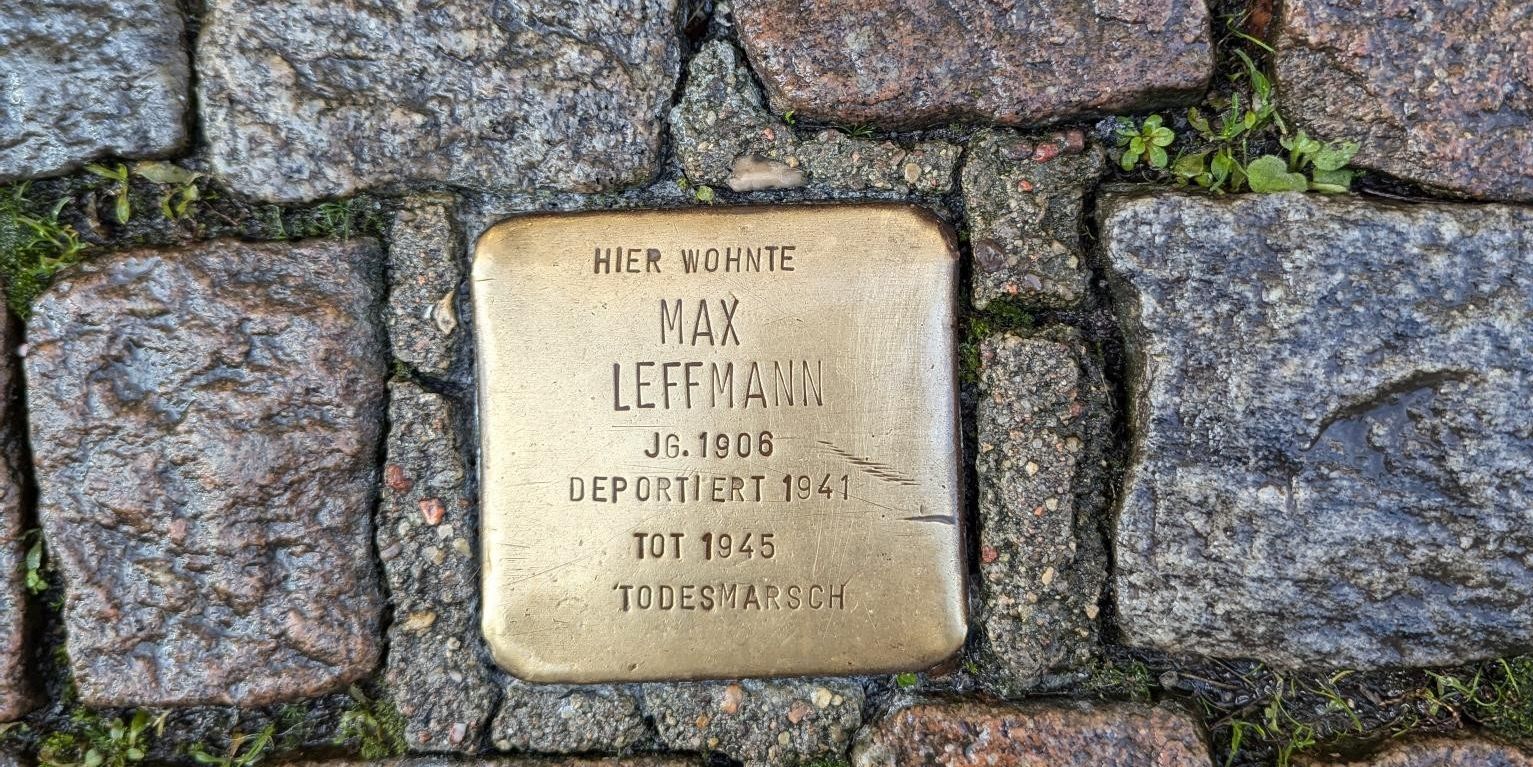 HIER WOHNTE
MAX
LEFFMANN
JG. 1906
DEPORTIERT 1941
TOT 1945
TODESMARSCH